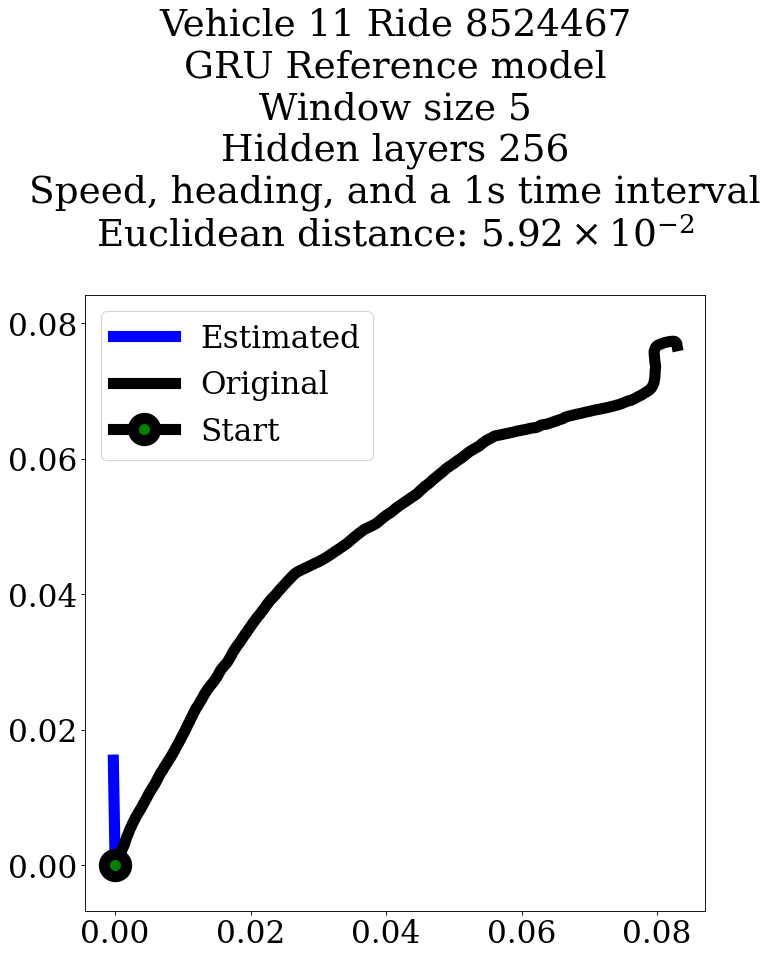 Vehicle 11 Ride 8524467
GRU Reference model
Window size 5
Hidden layers 256
Speed, heading, and a 1s time interval
Euclidean distance: 5.92 × 10⁻²
Estimated
Original
Start
0.08
0.06
0.04
0.02
0.00
0.00 0.02 0.04 0.06 0.08